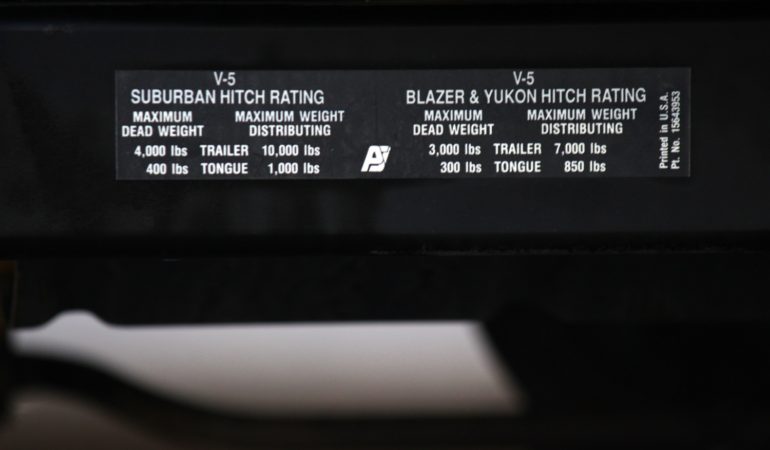 V-5
SUBURBAN HITCH RATING
MAXIMUM DEAD WEIGHT MAXIMUM WEIGHT DISTRIBUTING
4,000 lbs TRAILER 10,000 lbs
400 lbs TONGUE 1,000 lbs
V-5
BLAZER & YUKON HITCH RATING
MAXIMUM DEAD WEIGHT MAXIMUM WEIGHT DISTRIBUTING
3,000 lbs TRAILER 7,000 lbs
300 lbs TONGUE 850 lbs
Printed in U.S.A.
Pt. No. 15643953